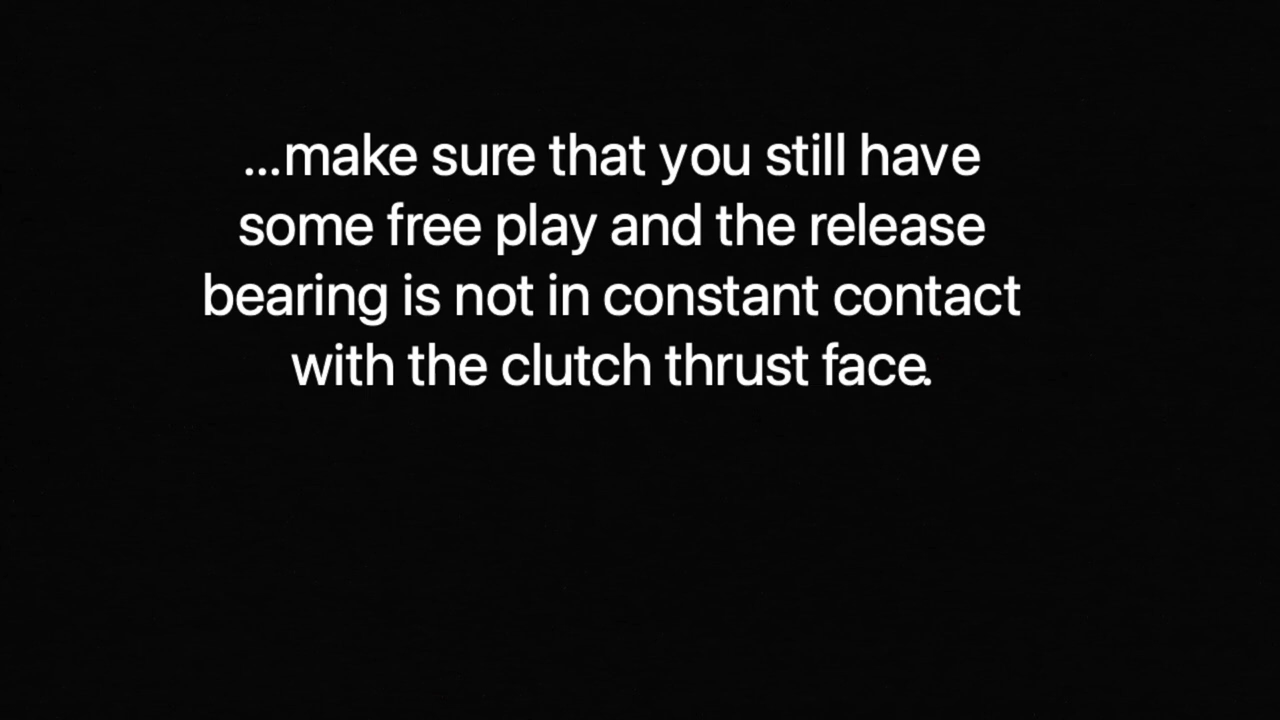 ...make sure that you still have
some free play and the release
bearing is not in constant contact
with the clutch thrust face.